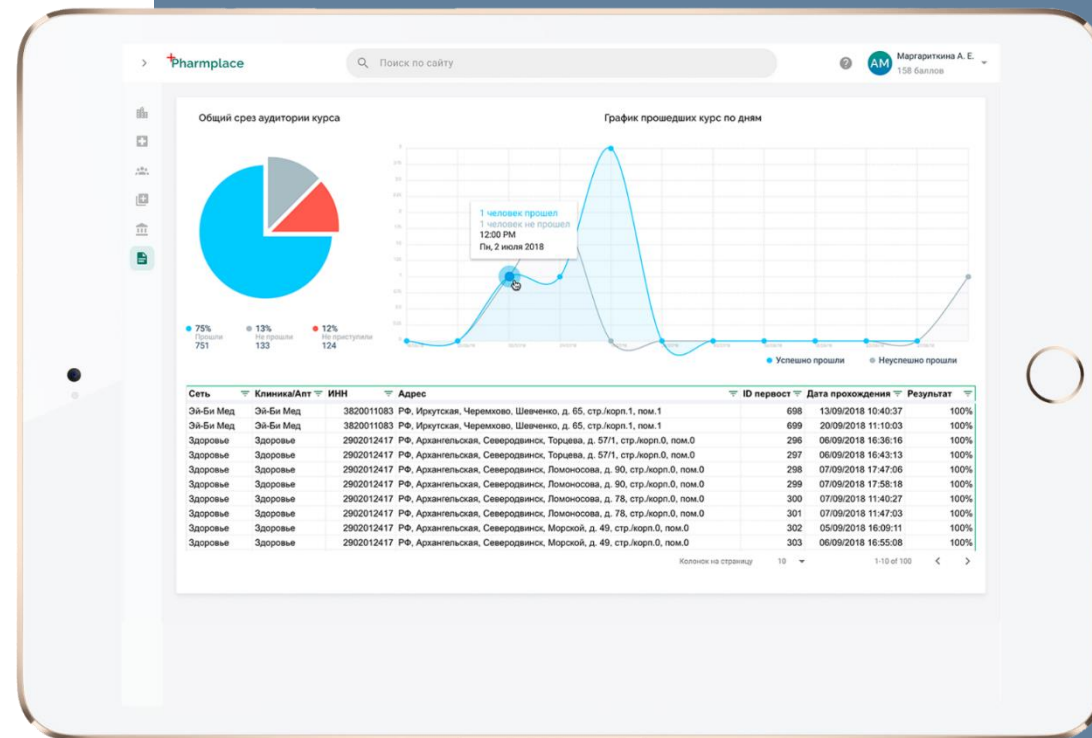 Pharmplace
Поиск по сайту
Маргариткина А. Е.
АМ
158 баллов
Общий срез аудитории курса
График прошедших курс по дням
1 человек прошел
1 человек не прошел
12:00 PM
Пн, 2 июля 2018
75% 13% 12%
Прошли Не прошли Не приступили
751 133 124
Успешно прошли Неуспешно прошли
Сеть Клиника/Апт ИНН Адрес ID первост Дата прохождения Результат
Эй-Би Мед Эй-Би Мед 3820011083 РФ, Иркутская, Черемхово, Шевченко, д. 65, стр./корп.1, пом.1 698 13/09/2018 10:40:37 100%
Эй-Би Мед Эй-Би Мед 3820011083 РФ, Иркутская, Черемхово, Шевченко, д. 65, стр./корп.1, пом.1 699 20/09/2018 11:10:03 100%
Здоровье Здоровье 2902012417 РФ, Архангельская, Северодвинск, Торцева, д. 57/1, стр./корп.0, пом.0 296 06/09/2018 16:36:16 100%
Здоровье Здоровье 2902012417 РФ, Архангельская, Северодвинск, Торцева, д. 57/1, стр./корп.0, пом.0 297 06/09/2018 16:43:13 100%
Здоровье Здоровье 2902012417 РФ, Архангельская, Северодвинск, Ломоносова, д. 90, стр./корп.0, пом.0 298 07/09/2018 17:47:06 100%
Здоровье Здоровье 2902012417 РФ, Архангельская, Северодвинск, Ломоносова, д. 90, стр./корп.0, пом.0 299 07/09/2018 17:58:18 100%
Здоровье Здоровье 2902012417 РФ, Архангельская, Северодвинск, Ломоносова, д. 78, стр./корп.0, пом.0 300 07/09/2018 11:40:27 100%
Здоровье Здоровье 2902012417 РФ, Архангельская, Северодвинск, Ломоносова, д. 78, стр./корп.0, пом.0 301 07/09/2018 11:47:03 100%
Здоровье Здоровье 2902012417 РФ, Архангельская, Северодвинск, Морской, д. 49, стр./корп.0, пом.0 302 05/09/2018 16:09:11 100%
Здоровье Здоровье 2902012417 РФ, Архангельская, Северодвинск, Морской, д. 49, стр./корп.0, пом.0 303 06/09/2018 16:55:08 100%
Колонок на страницу 10 1-10 of 100